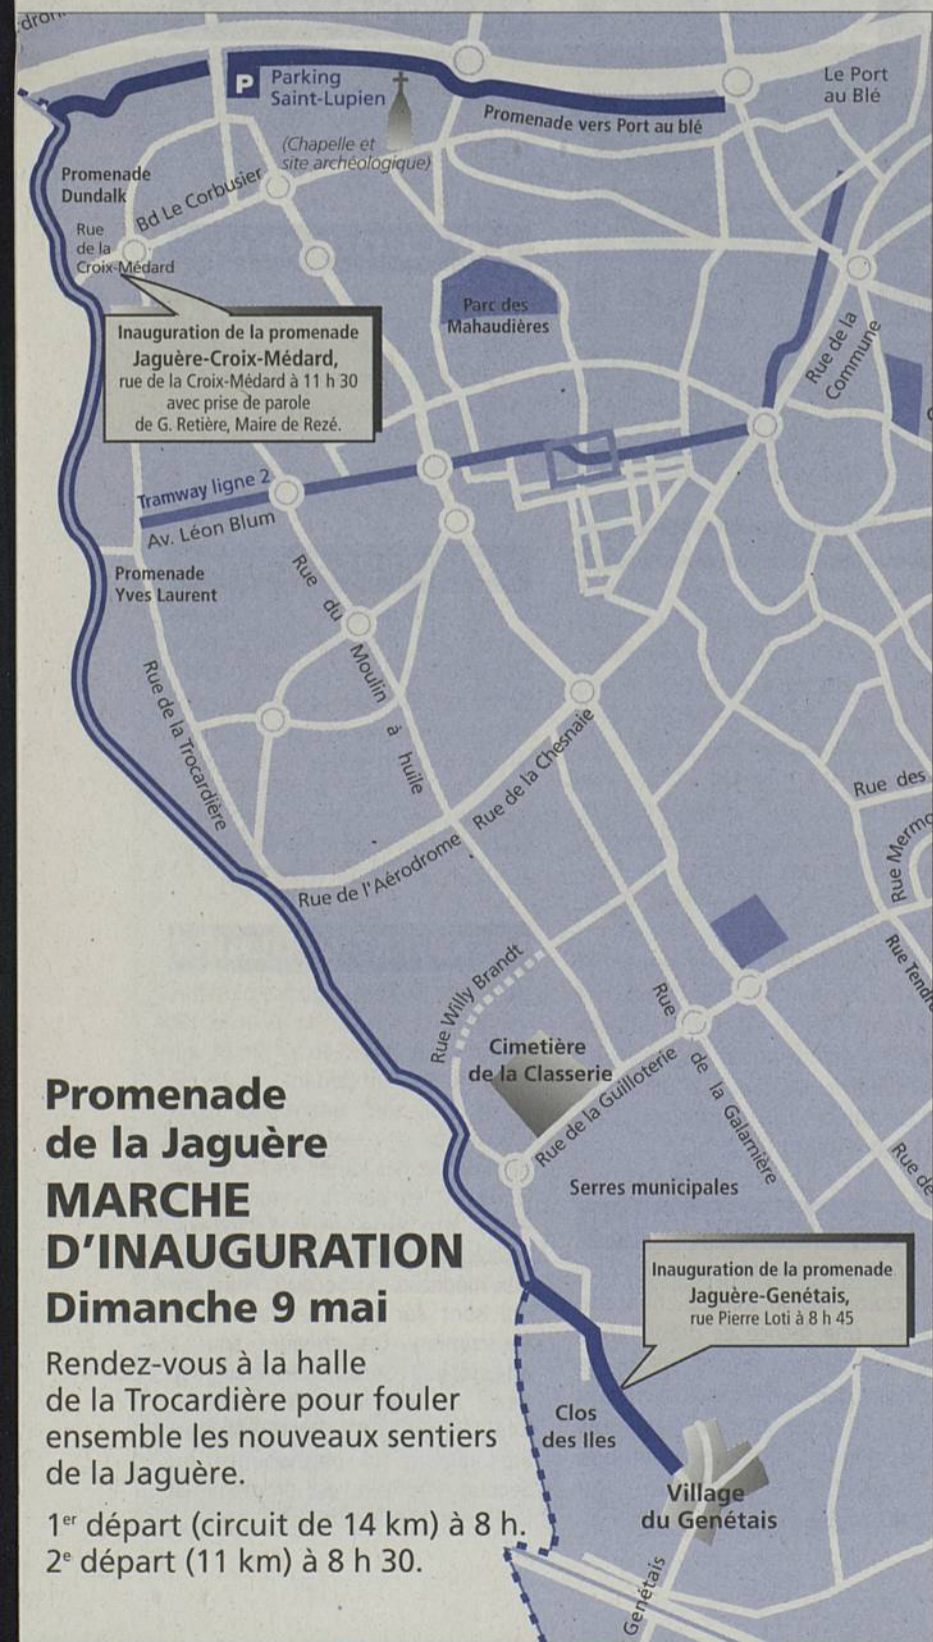 P
Parking
Saint-Lupien
(Chapelle et
site archéologique)
Promenade vers Port au blé
Le Port
au Blé
Promenade
Dundalk
Bd Le Corbusier
Rue
de la
Croix-Médard
Inauguration de la promenade
Jaguère-Croix-Médard,
rue de la Croix-Médard à 11 h 30
avec prise de parole
de G. Retière, Maire de Rezé.
Parc des
Mahaudières
Rue de la
Commune
Tramway ligne 2
Av. Léon Blum
Promenade
Yves Laurent
Rue du Moulin à huile
Rue de la Trocardière
Rue de la Chesnaie
Rue de l'Aérodrome
Rue des
Rue Mermo
Rue Tendr
Rue Willy Brandt
Cimetière
de la Classerie
Rue de la Guilloterie
Rue de la Galarnière
Rue de
Serres municipales
Promenade
de la Jaguère
MARCHE
D'INAUGURATION
Dimanche 9 mai
Rendez-vous à la halle
de la Trocardière pour fouler
ensemble les nouveaux sentiers
de la Jaguère.
1er départ (circuit de 14 km) à 8 h.
2e départ (11 km) à 8 h 30.
Inauguration de la promenade
Jaguère-Genétais,
rue Pierre Loti à 8 h 45
Clos
des Iles
Village
du Genétais
Genétais